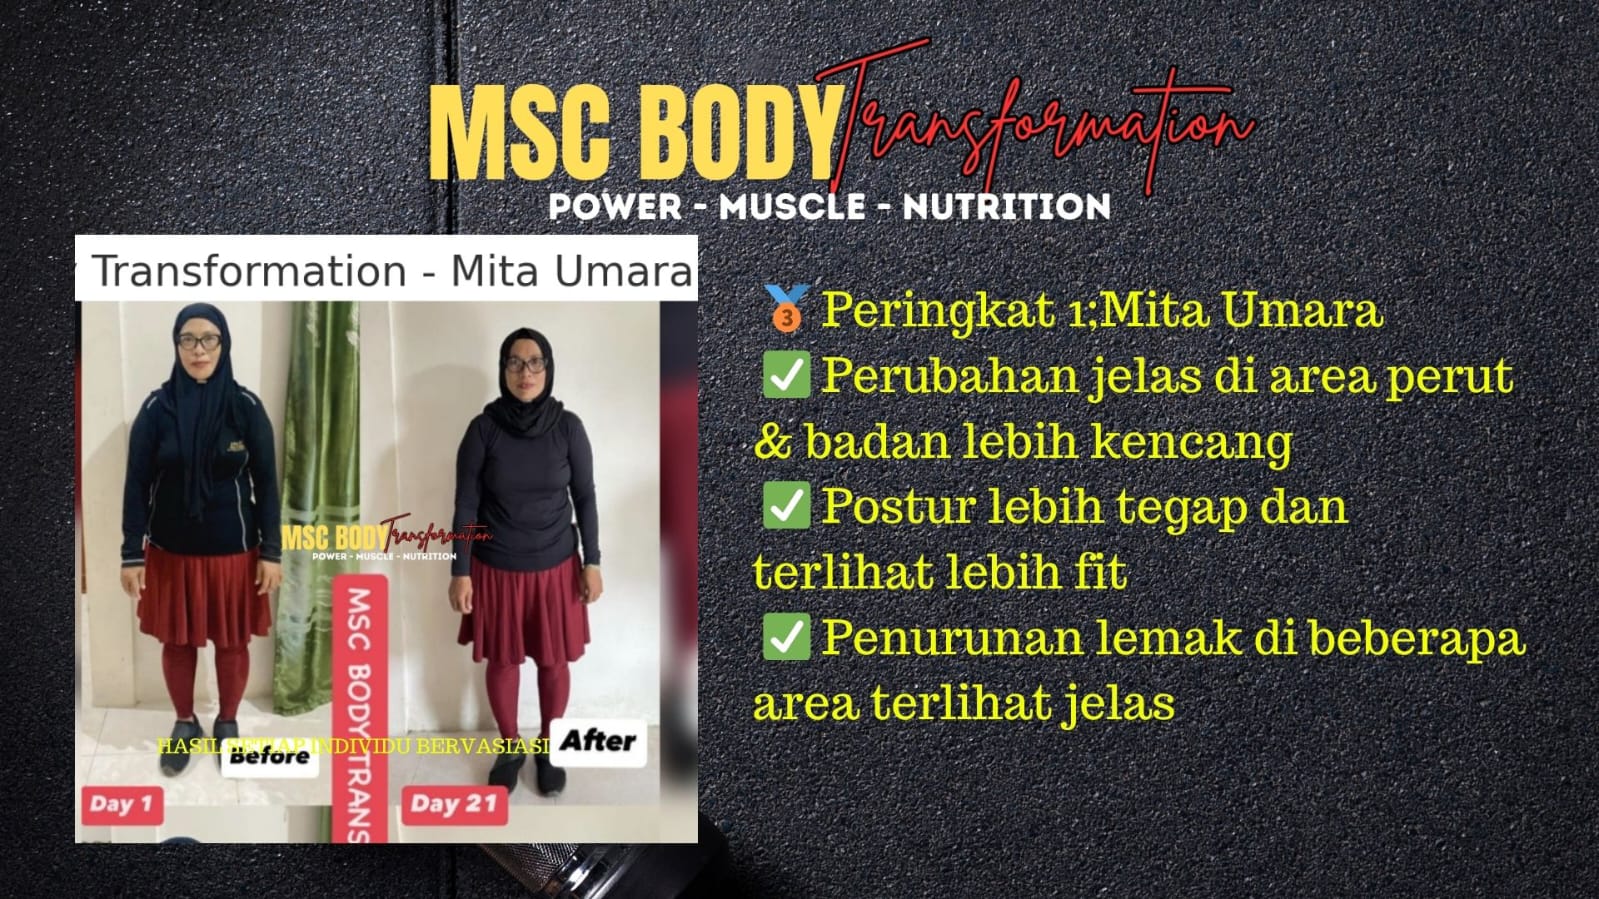 MSC BODY Transformation
POWER - MUSCLE - NUTRITION
Transformation - Mita Umara
🥉 Peringkat 1;Mita Umara
✅ Perubahan jelas di area perut
& badan lebih kencang
✅ Postur lebih tegap dan
terlihat lebih fit
✅ Penurunan lemak di beberapa
area terlihat jelas
MSC BODY Transformation
POWER - MUSCLE - NUTRITION
MSC BODY TRANS
HASIL SETIAP INDIVIDU BERVASIASI
Before
After
Day 1
Day 21